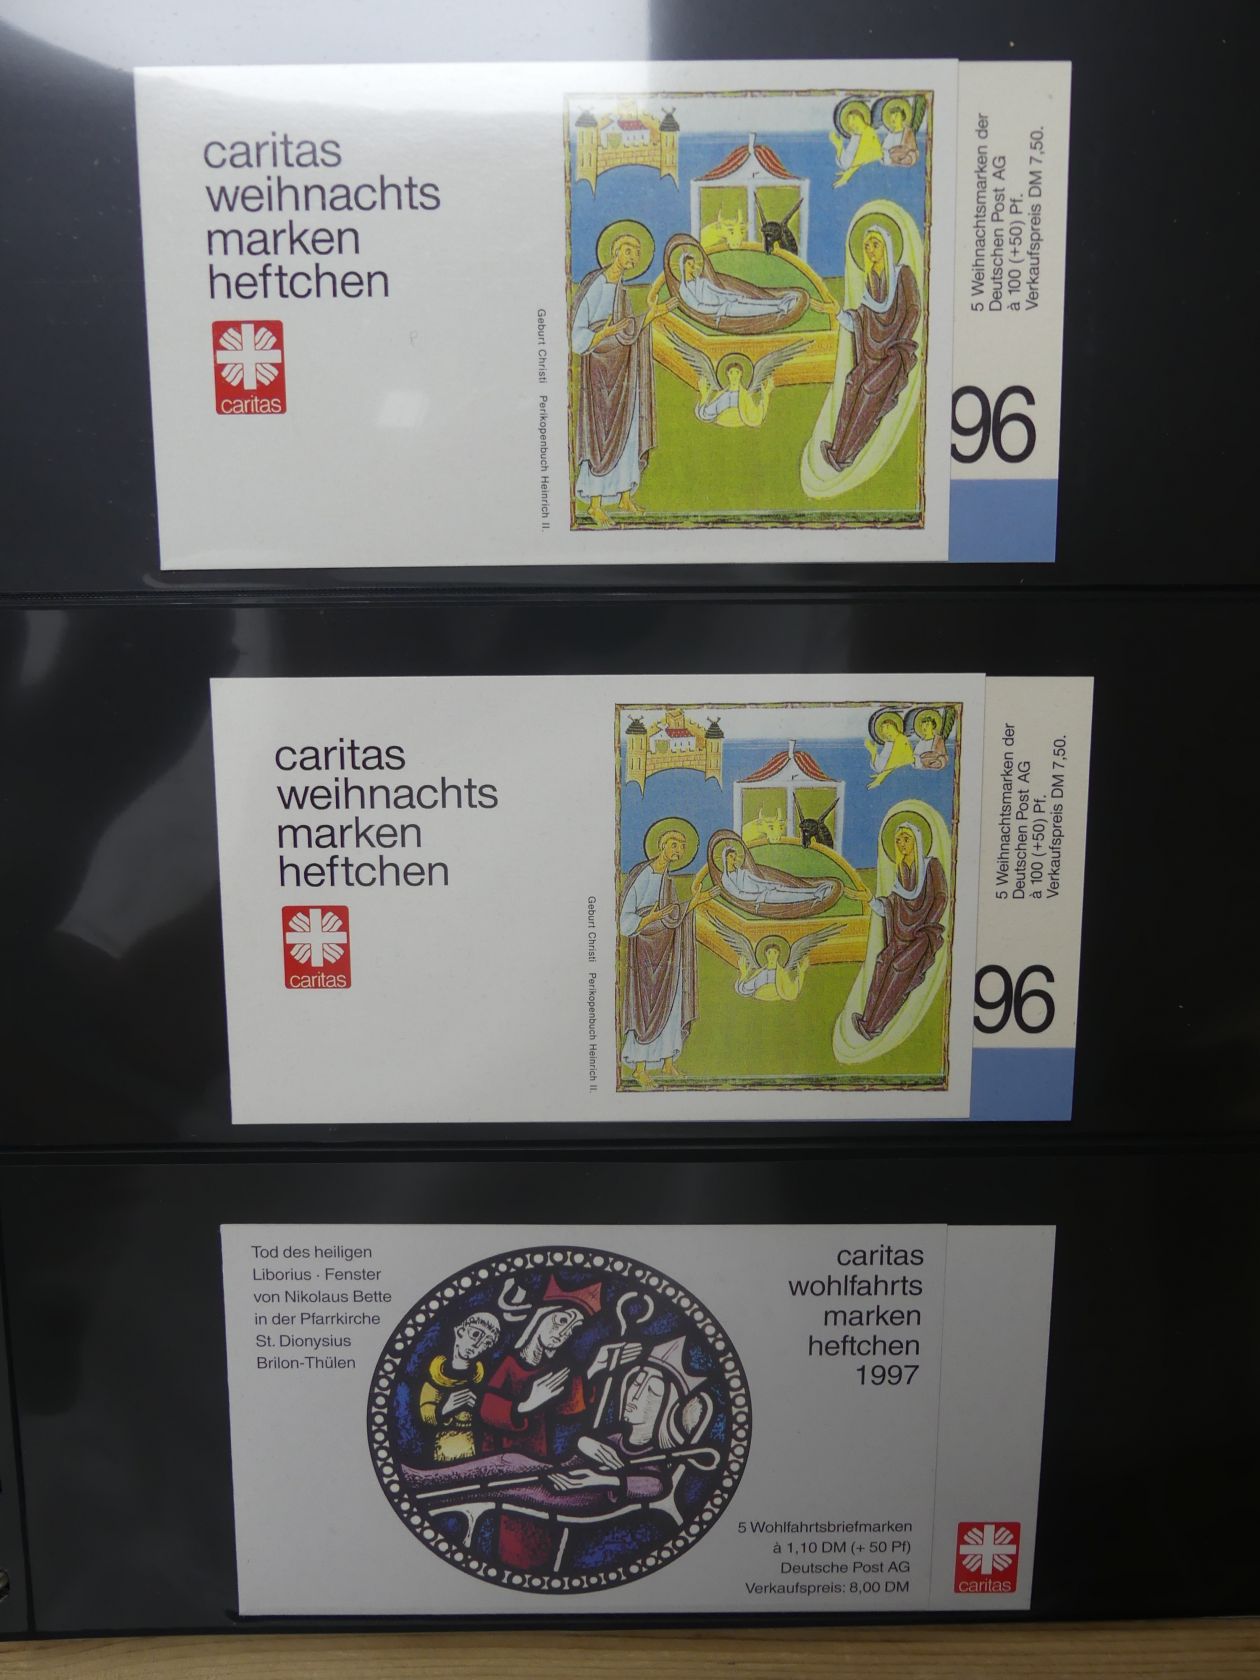 caritas
weihnachts
marken
heftchen
caritas
Geburt Christi Perikopenbuch Heinrich II.
5 Weihnachtsmarken der
Deutschen Post AG
à 100 (+50) Pf.
Verkaufspreis DM 7,50.
96
caritas
weihnachts
marken
heftchen
caritas
Geburt Christi Perikopenbuch Heinrich II.
5 Weihnachtsmarken der
Deutschen Post AG
à 100 (+50) Pf.
Verkaufspreis DM 7,50.
96
Tod des heiligen
Liborius · Fenster
von Nikolaus Bette
in der Pfarrkirche
St. Dionysius
Brilon-Thülen
caritas
wohlfahrts
marken
heftchen
1997
5 Wohlfahrtsbriefmarken
à 1,10 DM (+ 50 Pf)
Deutsche Post AG
Verkaufspreis: 8,00 DM
caritas